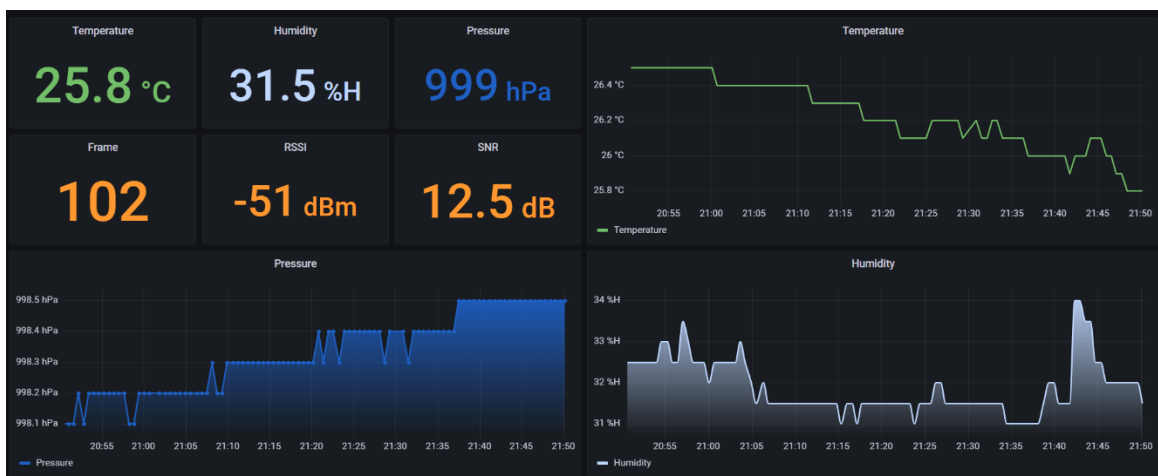 Temperature
25.8 °C
Humidity
31.5 %H
Pressure
999 hPa
Frame
102
RSSI
-51 dBm
SNR
12.5 dB
Temperature
26.4 °C
26.2 °C
26 °C
25.8 °C
20:55 21:00 21:05 21:10 21:15 21:20 21:25 21:30 21:35 21:40 21:45 21:50
Temperature
Pressure
998.5 hPa
998.4 hPa
998.3 hPa
998.2 hPa
998.1 hPa
20:55 21:00 21:05 21:10 21:15 21:20 21:25 21:30 21:35 21:40 21:45 21:50
Pressure
Humidity
34 %H
33 %H
32 %H
31 %H
20:55 21:00 21:05 21:10 21:15 21:20 21:25 21:30 21:35 21:40 21:45 21:50
Humidity